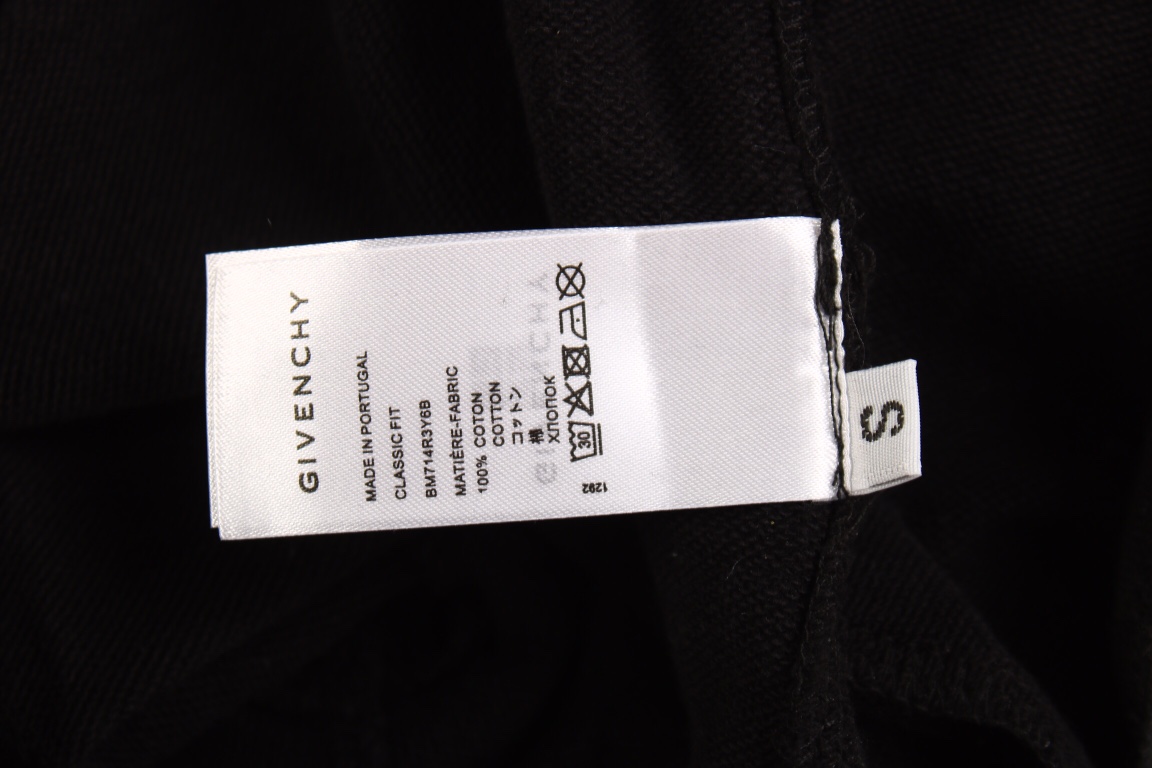 GIVENCHY
MADE IN PORTUGAL
CLASSIC FIT
BM714R3Y6B
MATIÈRE-FABRIC
100% COTON
COTTON
コットン
棉
ХЛОПОК
30
1292
S